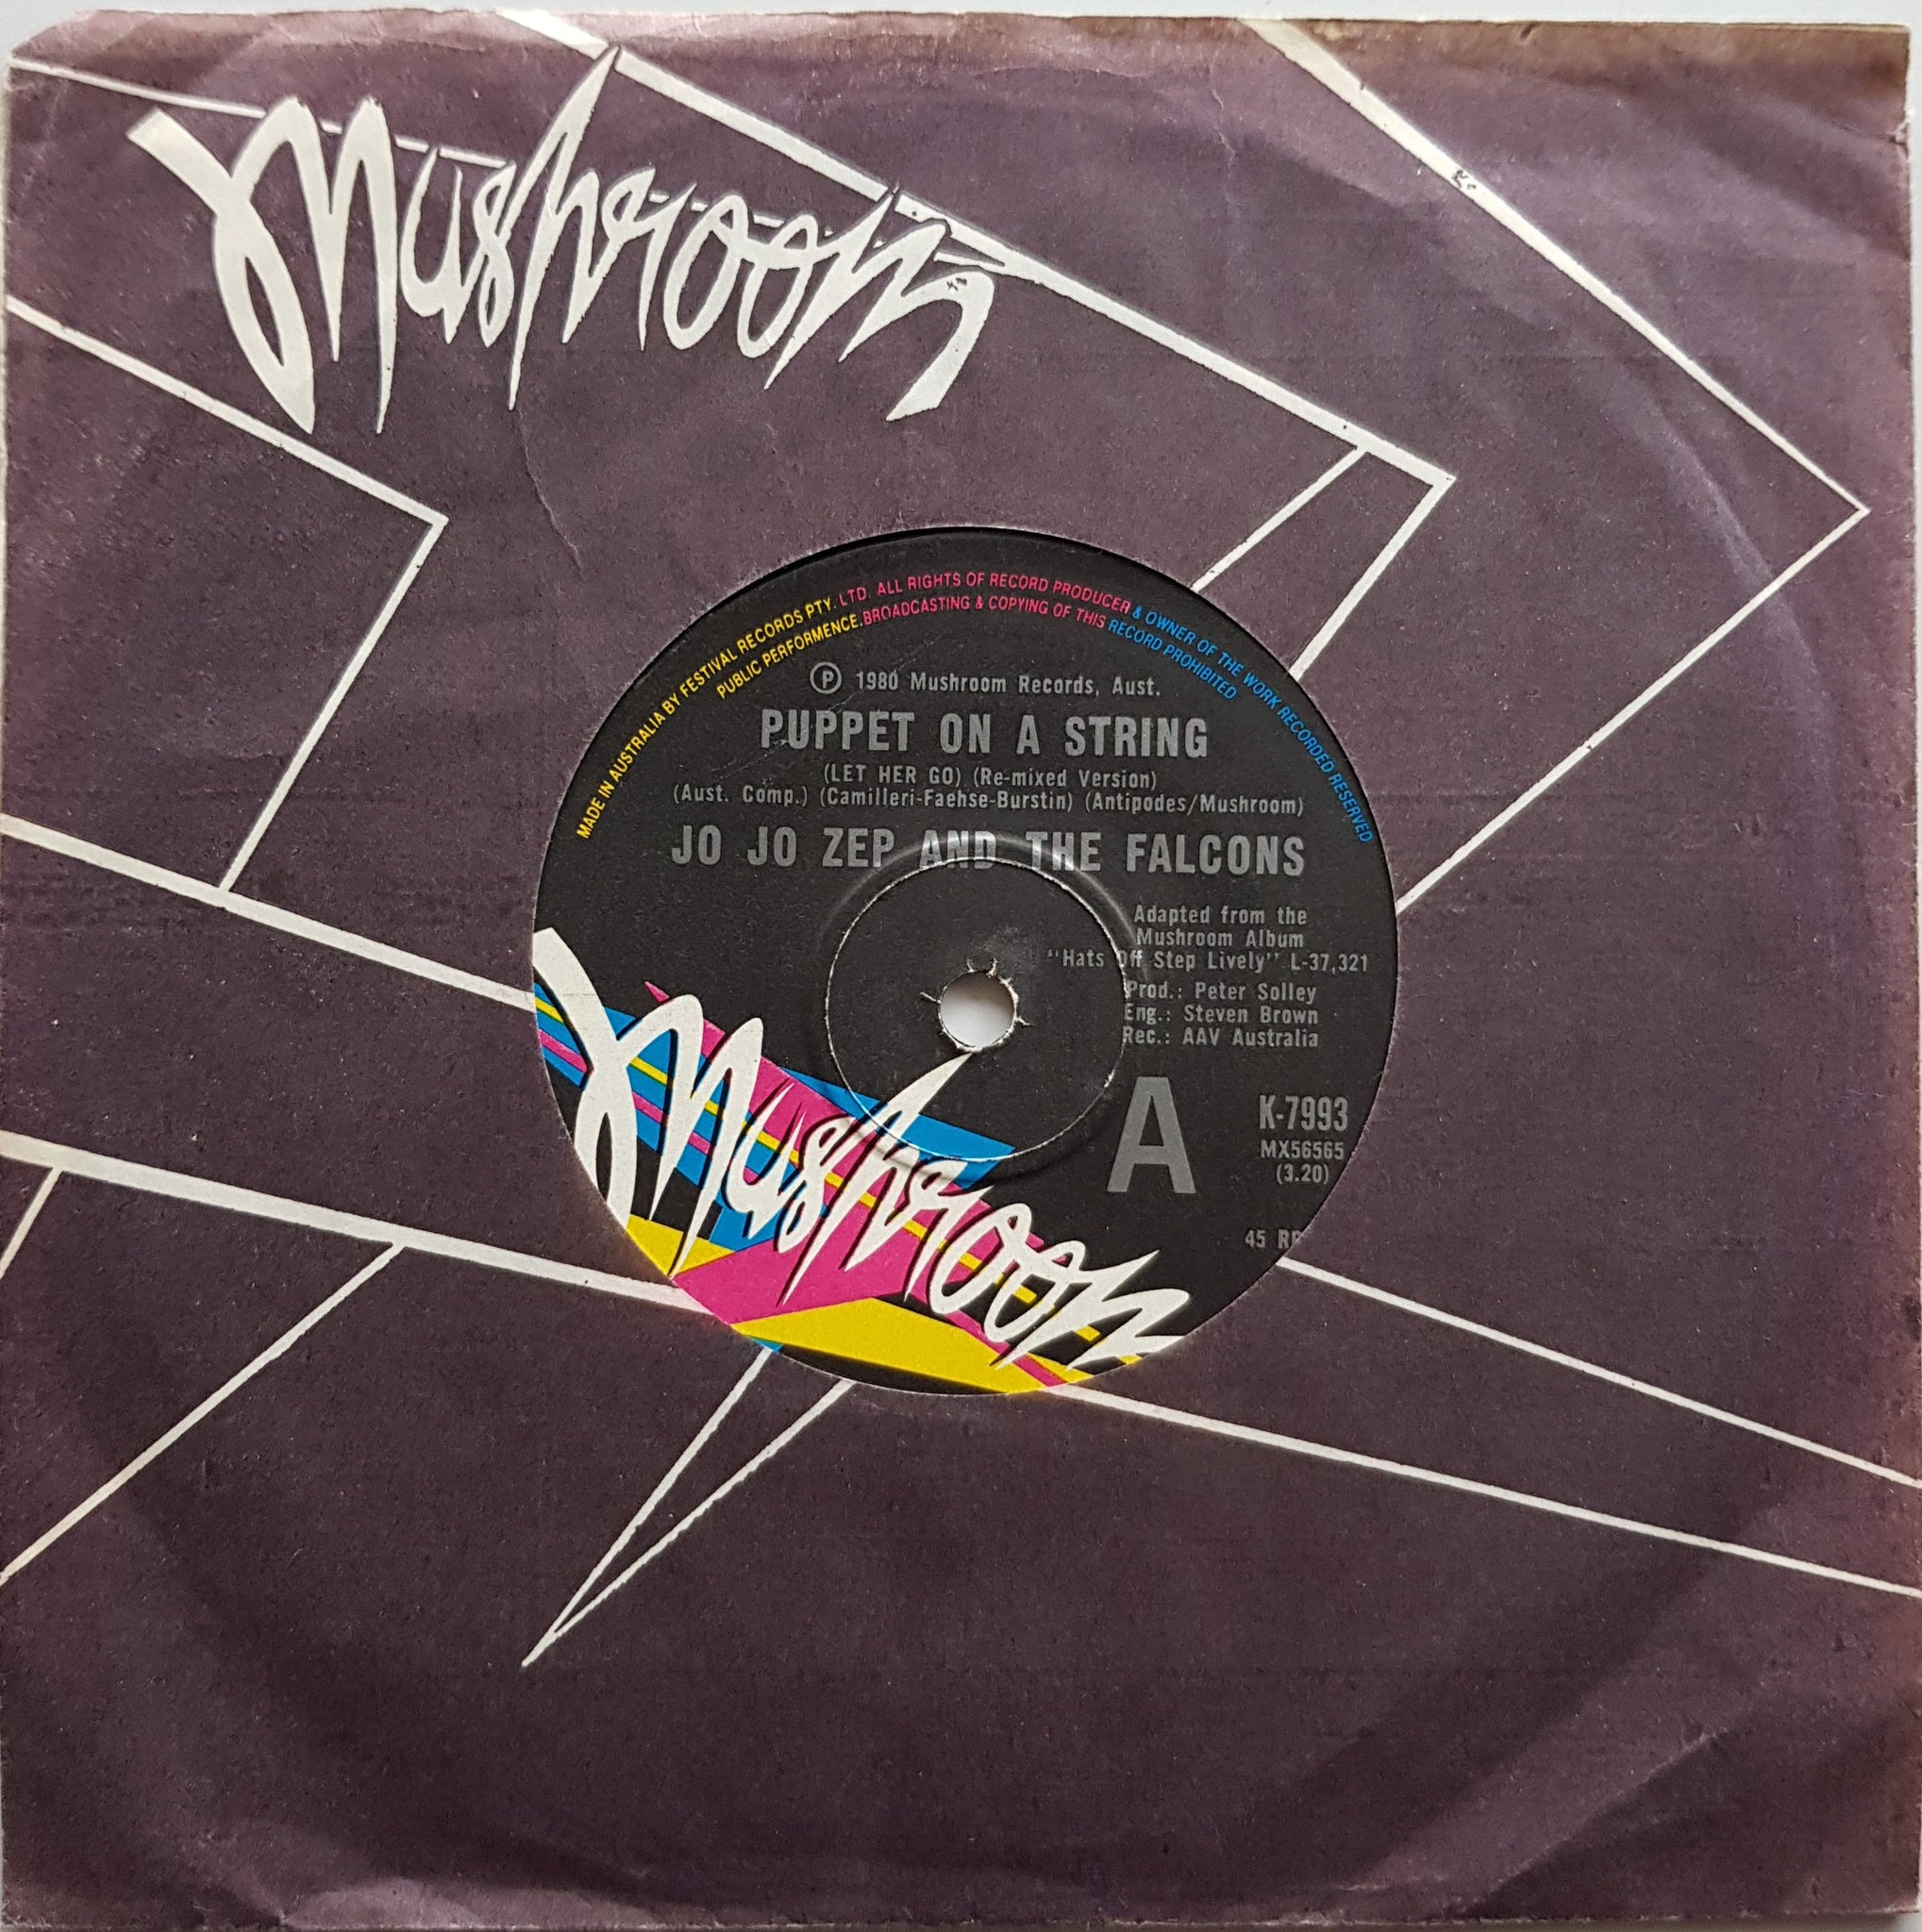 Mushroom
MADE IN AUSTRALIA BY FESTIVAL RECORDS PTY. LTD. ALL RIGHTS OF RECORD PRODUCER & OWNER OF THE WORK RECORDED RESERVED
PUBLIC PERFORMENCE. BROADCASTING & COPYING OF THIS RECORD PROHIBITED
Ⓟ 1980 Mushroom Records, Aust.
PUPPET ON A STRING
(LET HER GO) (Re-mixed Version)
(Aust. Comp.) (Camilleri-Faehse-Burstin) (Antipodes/Mushroom)
JO JO ZEP AND THE FALCONS
Adapted from the
Mushroom Album
"Hats Off Step Lively" L-37,321
Prod.: Peter Solley
Eng.: Steven Brown
Rec.: AAV Australia
A
K-7993
MX56565
(3.20)
45 RP
Mushroom